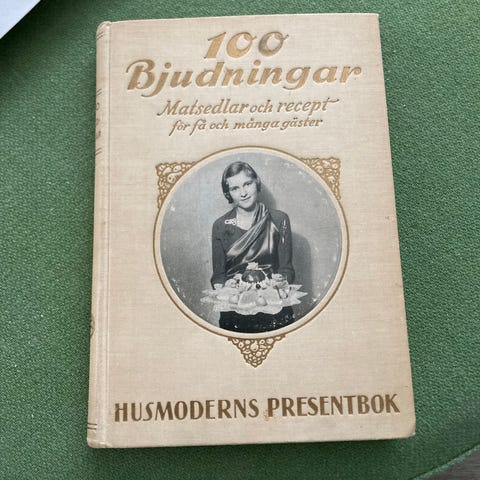 100
Bjudningar
Matsedlar och recept
för få och många gäster
HUSMODERNS PRESENTBOK